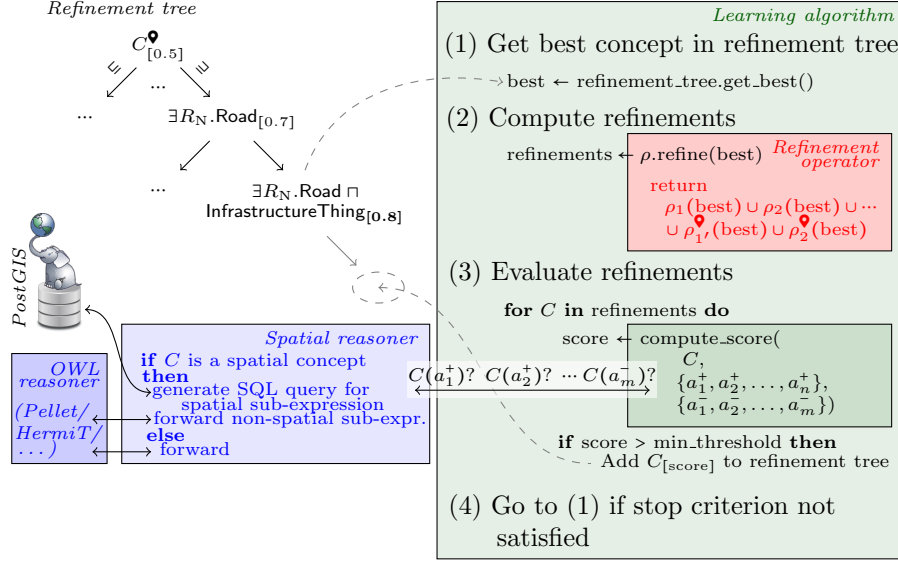 Refinement tree
C[0.5]
⊑ ⊒
...
... ∃R_N.Road[0.7]
... ∃R_N.Road ⊓
InfrastructureThing[0.8]
PostGIS
OWL
reasoner
(Pellet/
HermiT/
...)
Spatial reasoner
if C is a spatial concept
then
generate SQL query for
spatial sub-expression
forward non-spatial sub-expr.
else
forward
C(a₁⁺)? C(a₂⁺)? ⋯ C(aₘ⁻)?
Learning algorithm
(1) Get best concept in refinement tree
best ← refinement_tree.get_best()
(2) Compute refinements
refinements ← ρ.refine(best)
Refinement
operator
return
ρ₁(best) ∪ ρ₂(best) ∪ ⋯
∪ ρ₁′(best) ∪ ρ₂(best)
(3) Evaluate refinements
for C in refinements do
score ← compute_score(
C,
{a₁⁺, a₂⁺, ..., aₙ⁺},
{a₁⁻, a₂⁻, ..., aₘ⁻})
if score > min_threshold then
Add C[score] to refinement tree
(4) Go to (1) if stop criterion not
satisfied